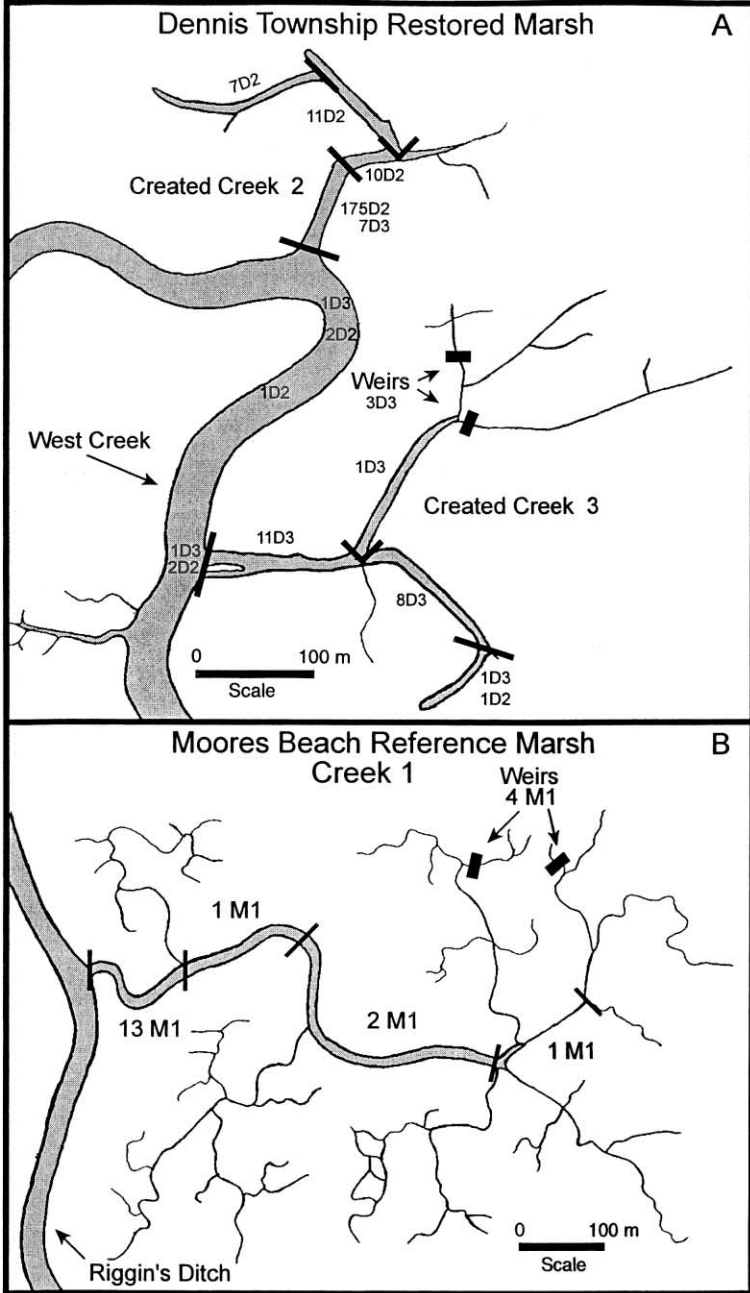 Dennis Township Restored Marsh
A
7D2
11D2
10D2
Created Creek 2
175D2
7D3
1D3
2D2
1D2
Weirs
3D3
West Creek
1D3
Created Creek 3
11D3
1D3
2D2
8D3
0 100 m
Scale
1D3
1D2
Moores Beach Reference Marsh
B
Creek 1
Weirs
4 M1
1 M1
13 M1
2 M1
1 M1
0 100 m
Scale
Riggin's Ditch